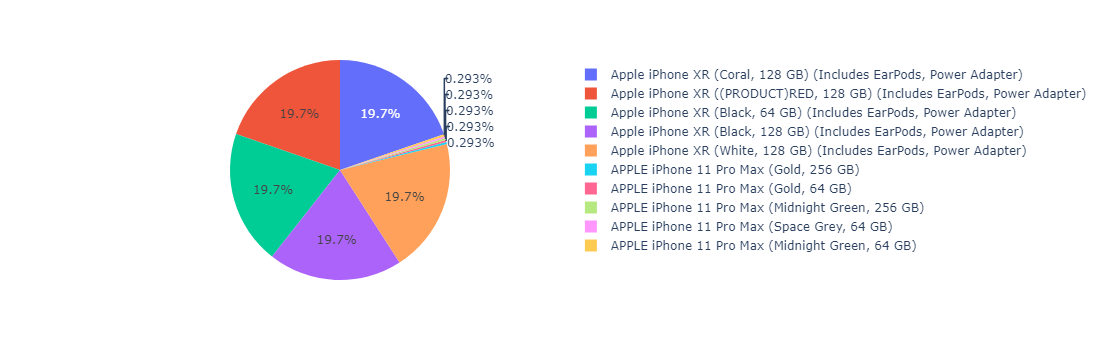 0.293%
0.293%
0.293%
0.293%
0.293%
19.7%
19.7%
19.7%
19.7%
19.7%
Apple iPhone XR (Coral, 128 GB) (Includes EarPods, Power Adapter)
Apple iPhone XR ((PRODUCT)RED, 128 GB) (Includes EarPods, Power Adapter)
Apple iPhone XR (Black, 64 GB) (Includes EarPods, Power Adapter)
Apple iPhone XR (Black, 128 GB) (Includes EarPods, Power Adapter)
Apple iPhone XR (White, 128 GB) (Includes EarPods, Power Adapter)
APPLE iPhone 11 Pro Max (Gold, 256 GB)
APPLE iPhone 11 Pro Max (Gold, 64 GB)
APPLE iPhone 11 Pro Max (Midnight Green, 256 GB)
APPLE iPhone 11 Pro Max (Space Grey, 64 GB)
APPLE iPhone 11 Pro Max (Midnight Green, 64 GB)